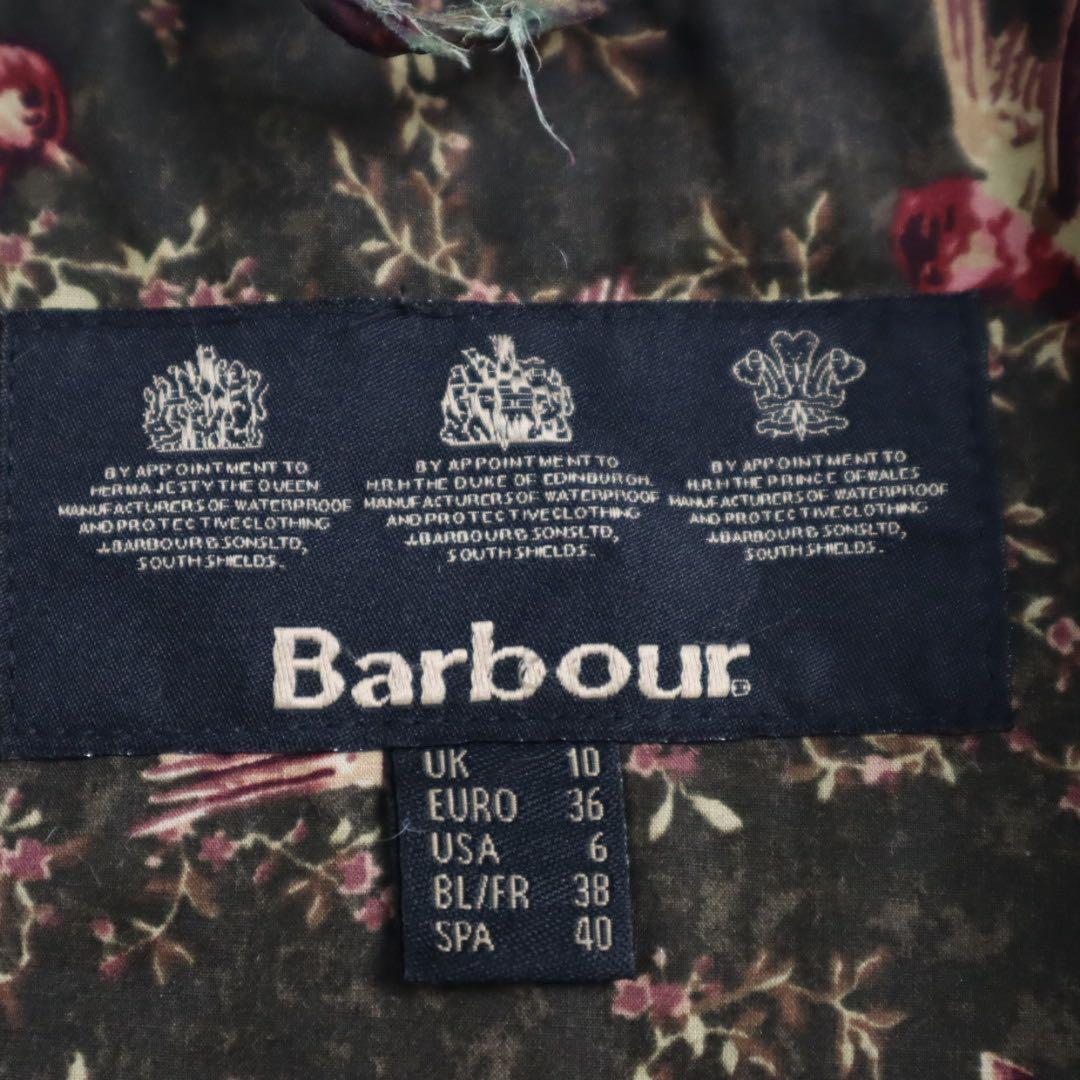 BY APPOINTMENT TO
HER MAJESTY THE QUEEN
MANUFACTURERS OF WATERPROOF
AND PROTECTIVE CLOTHING
J.BARBOUR & SONS LTD,
SOUTH SHIELDS.
BY APPOINTMENT TO
H.R.H THE DUKE OF EDINBURGH
MANUFACTURERS OF WATERPROOF
AND PROTECTIVE CLOTHING
J.BARBOUR & SONS LTD,
SOUTH SHIELDS.
BY APPOINTMENT TO
H.R.H THE PRINCE OF WALES
MANUFACTURERS OF WATERPROOF
AND PROTECTIVE CLOTHING
J.BARBOUR & SONS LTD,
SOUTH SHIELDS.
Barbour®
UK 10
EURO 36
USA 6
BL/FR 38
SPA 40